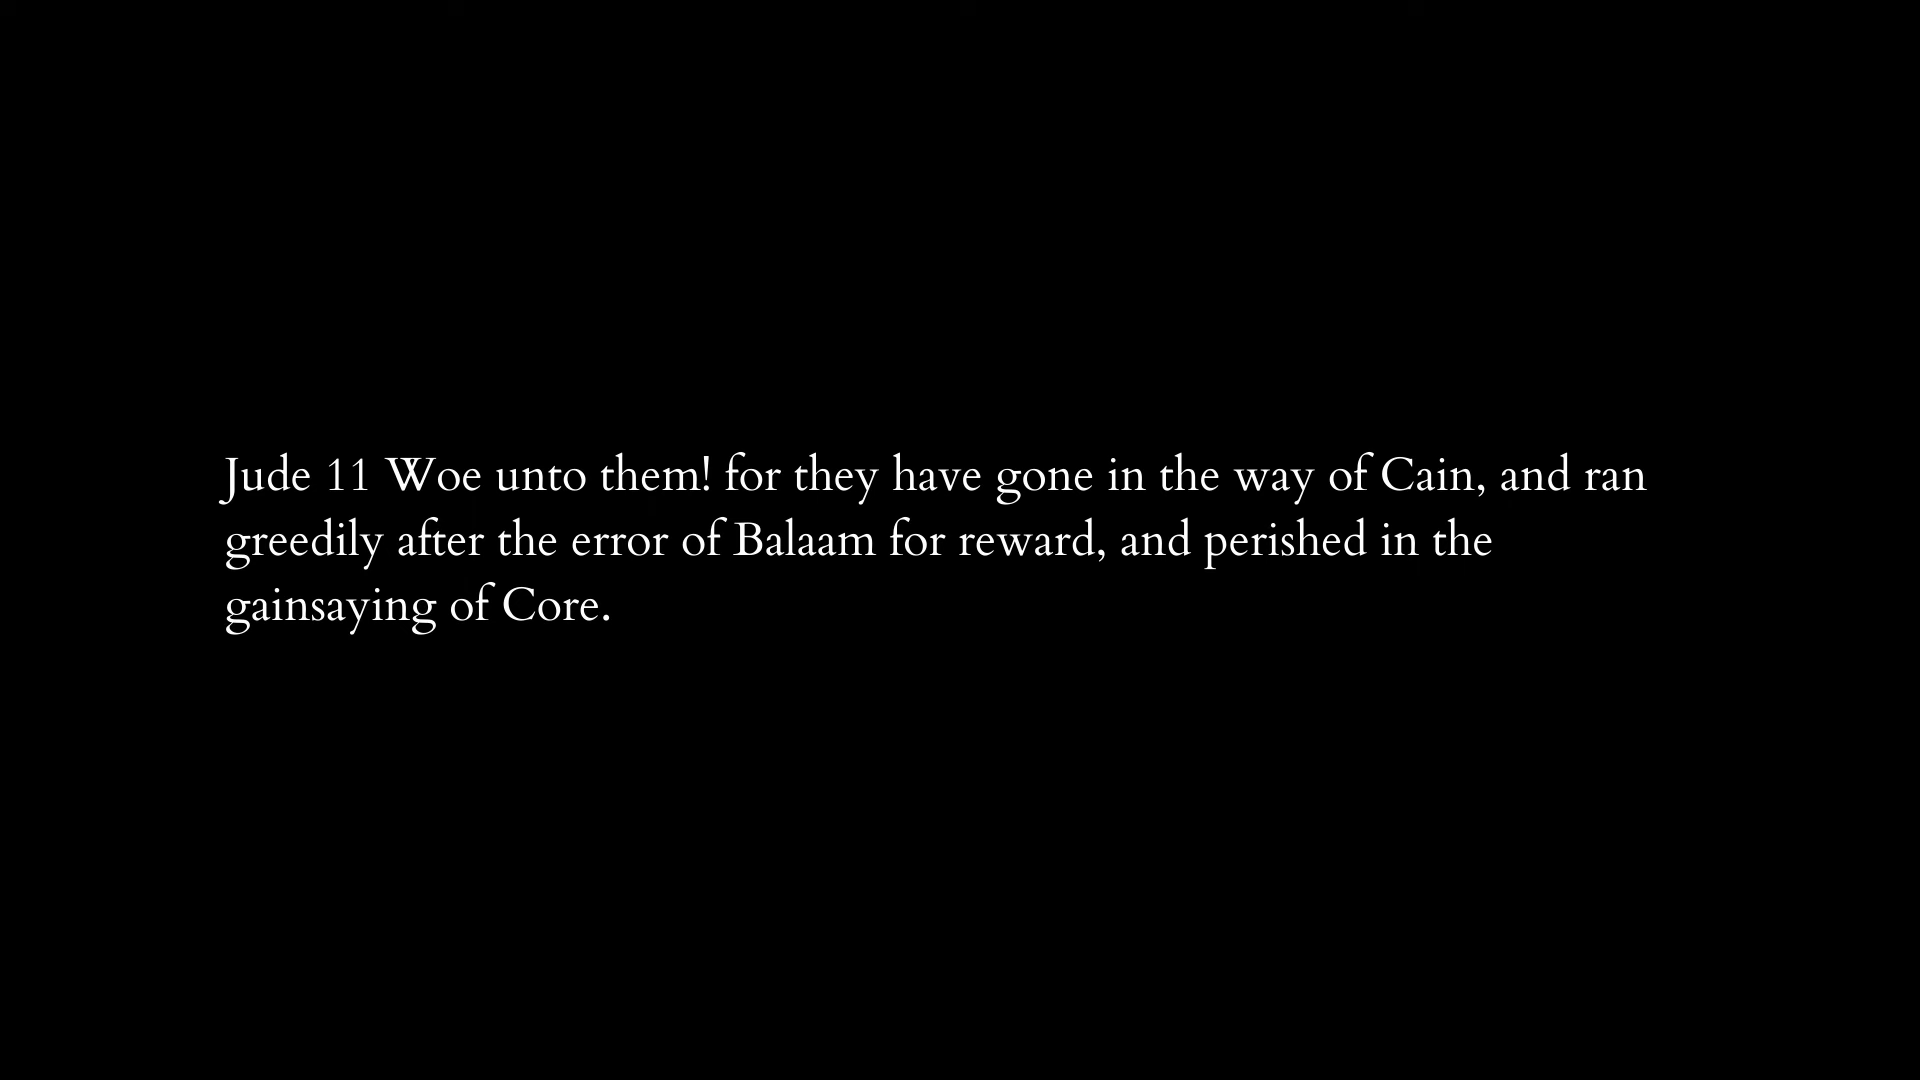 Jude 11 Woe unto them! for they have gone in the way of Cain, and ran
greedily after the error of Balaam for reward, and perished in the
gainsaying of Core.